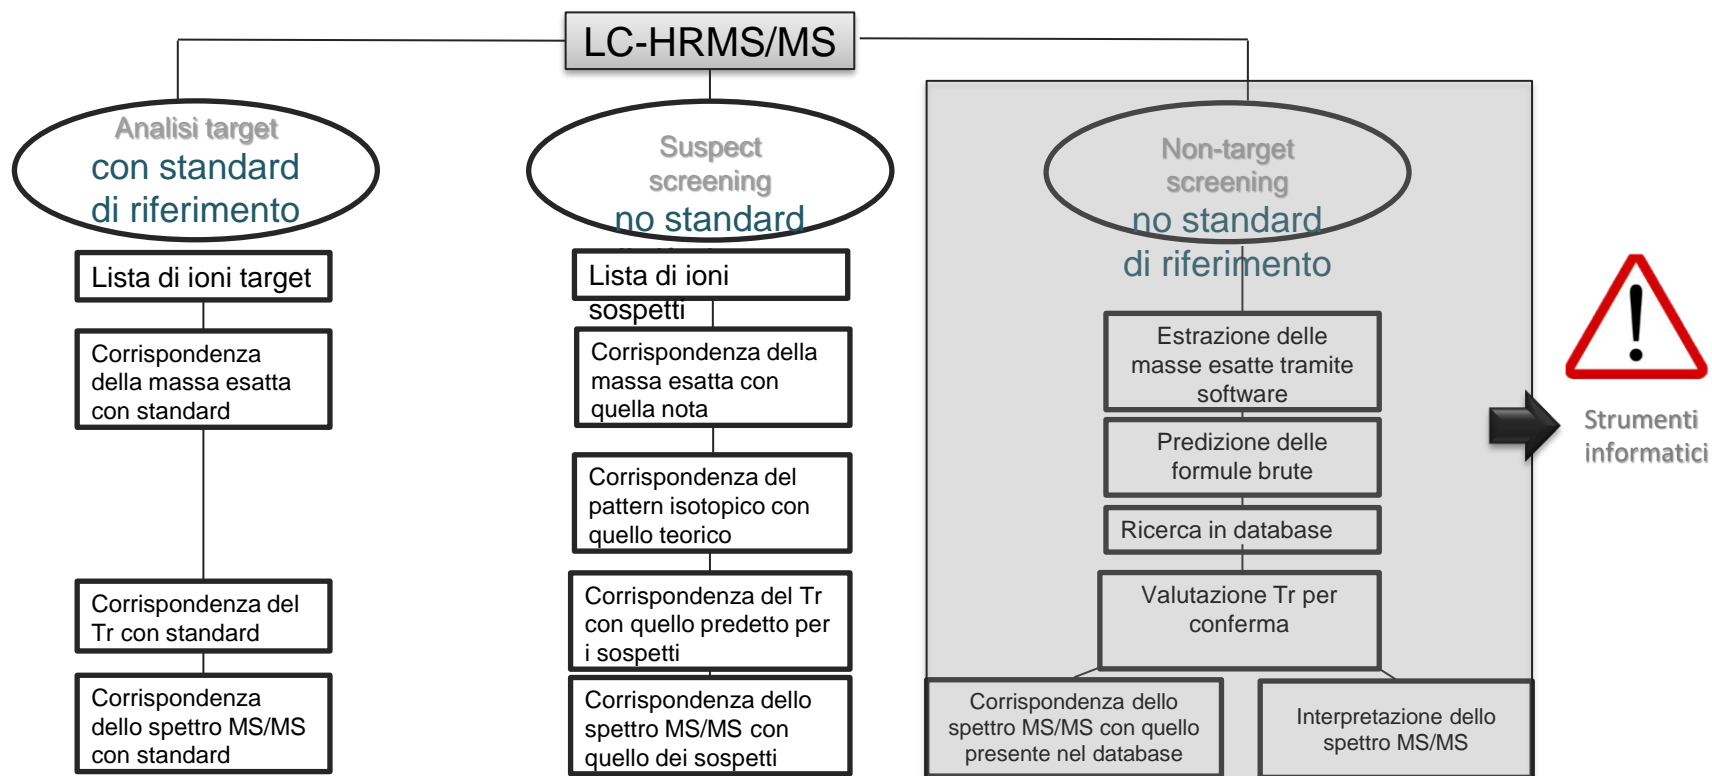 LC-HRMS/MS
Analisi target
con standard
di riferimento
Lista di ioni target
Corrispondenza
della massa esatta
con standard
Corrispondenza del
Tr con standard
Corrispondenza
dello spettro MS/MS
con standard
Suspect
screening
no standard
Lista di ioni
sospetti
Corrispondenza della
massa esatta con
quella nota
Corrispondenza del
pattern isotopico con
quello teorico
Corrispondenza del Tr
con quello predetto per
i sospetti
Corrispondenza dello
spettro MS/MS con
quello dei sospetti
Non-target
screening
no standard
di riferimento
Estrazione delle
masse esatte tramite
software
Predizione delle
formule brute
Ricerca in database
Valutazione Tr per
conferma
Corrispondenza dello
spettro MS/MS con quello
presente nel database
Interpretazione dello
spettro MS/MS
Strumenti
informatici